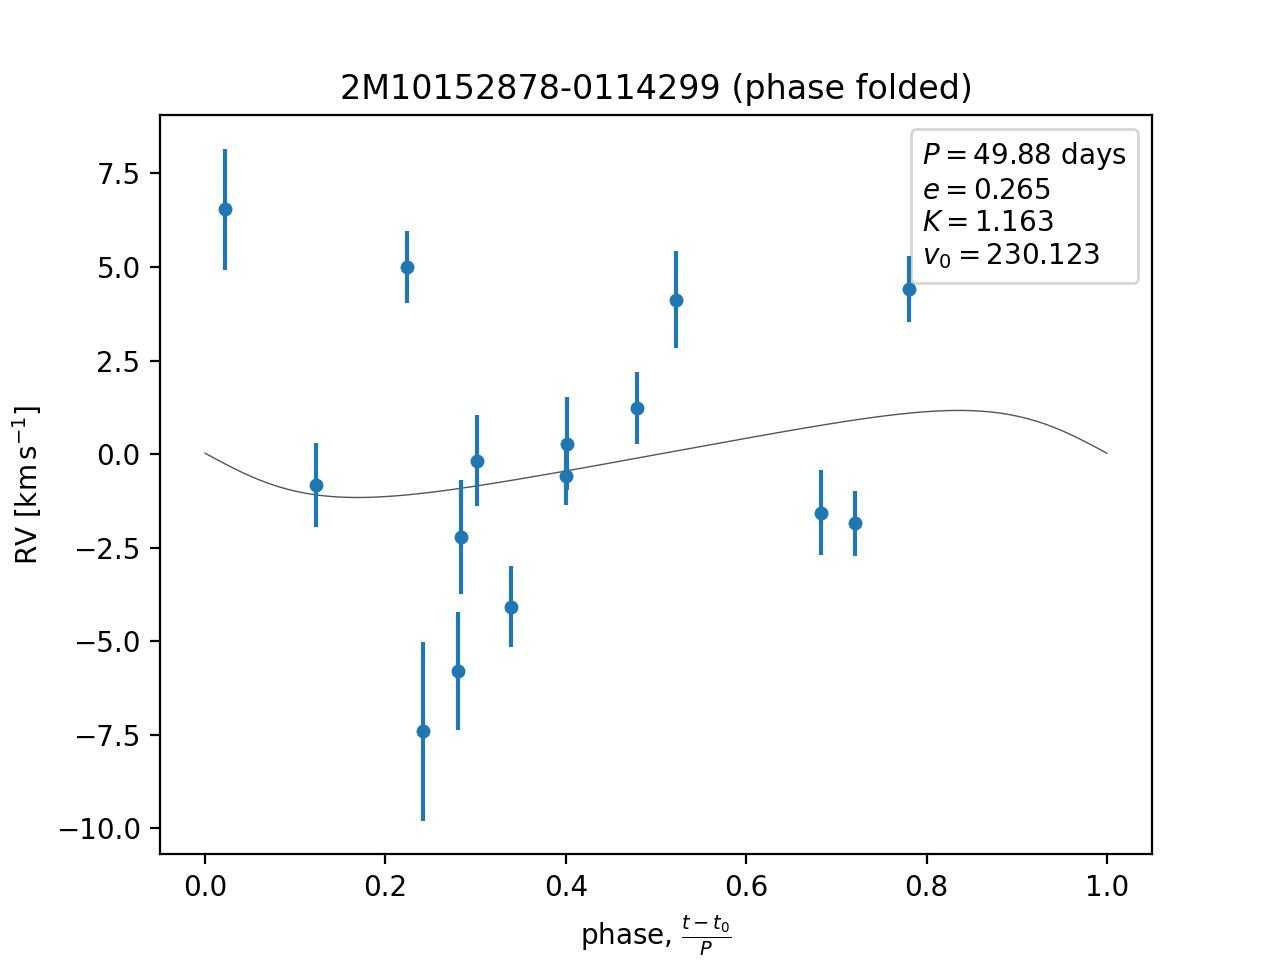 2M10152878-0114299 (phase folded)
P = 49.88 days
e = 0.265
K = 1.163
v₀ = 230.123
7.5
5.0
2.5
0.0
−2.5
−5.0
−7.5
−10.0
RV [km s⁻¹]
0.0 0.2 0.4 0.6 0.8 1.0
phase, (t − t₀)/P